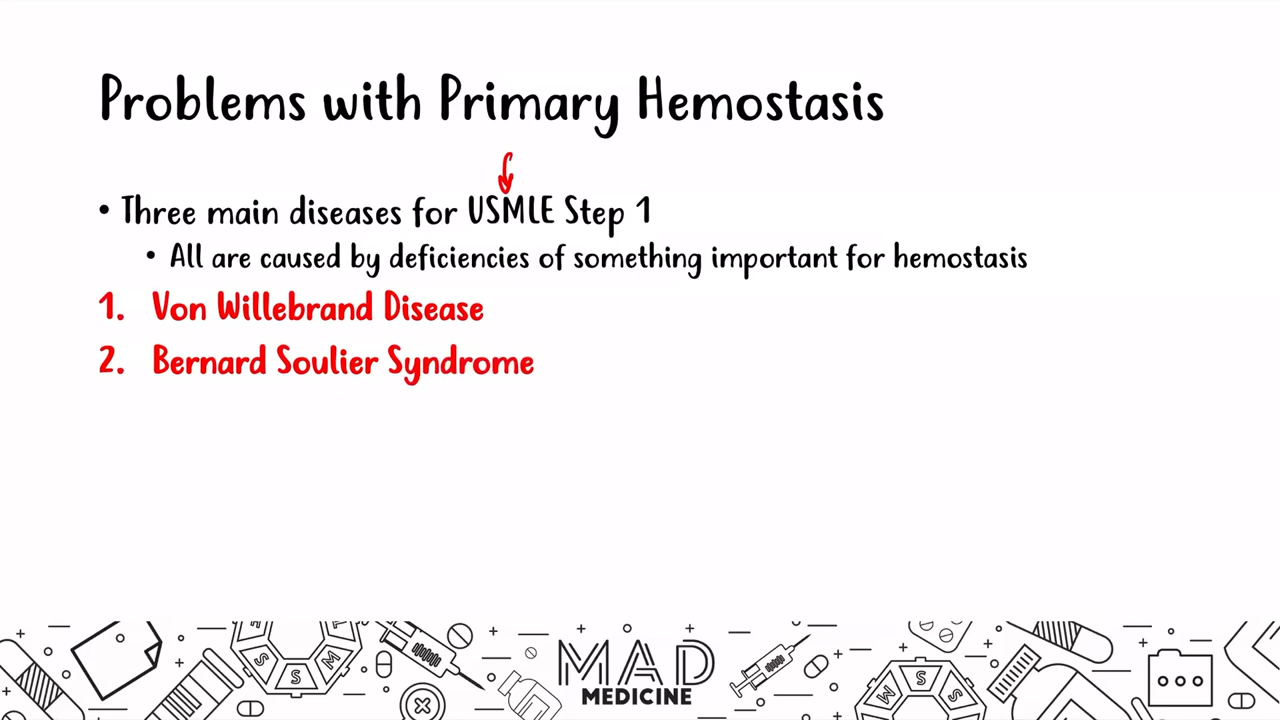 Problems with Primary Hemostasis
• Three main diseases for USMLE Step 1
• All are caused by deficiencies of something important for hemostasis
1. Von Willebrand Disease
2. Bernard Soulier Syndrome
MAD
MEDICINE